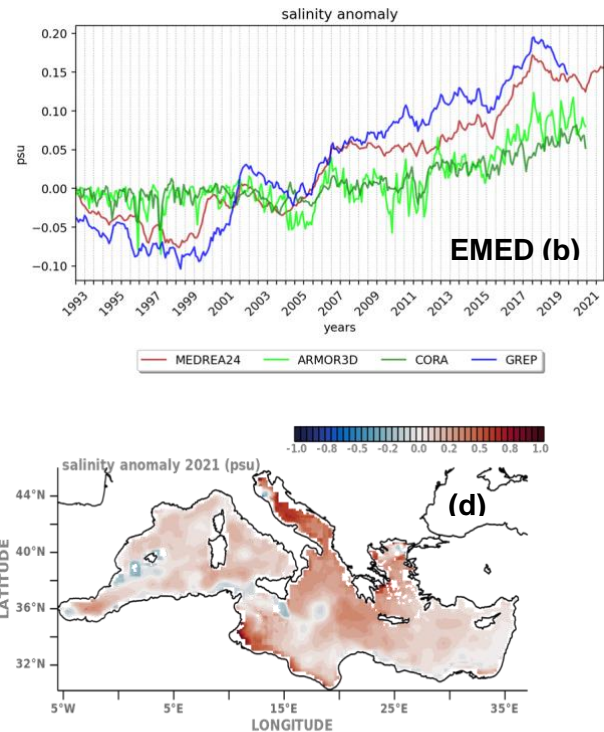 salinity anomaly
0.20
0.15
0.10
0.05
0.00
−0.05
−0.10
psu
EMED (b)
1993
1995
1997
1999
2001
2003
2005
2007
2009
2011
2013
2015
2017
2019
2021
years
MEDREA24 ARMOR3D CORA GREP
-1.0 -0.8 -0.5 -0.2 0.0 0.2 0.5 0.8 1.0
salinity anomaly 2021 (psu)
(d)
44°N
40°N
36°N
32°N
LATITUDE
5°W 5°E 15°E 25°E 35°E
LONGITUDE